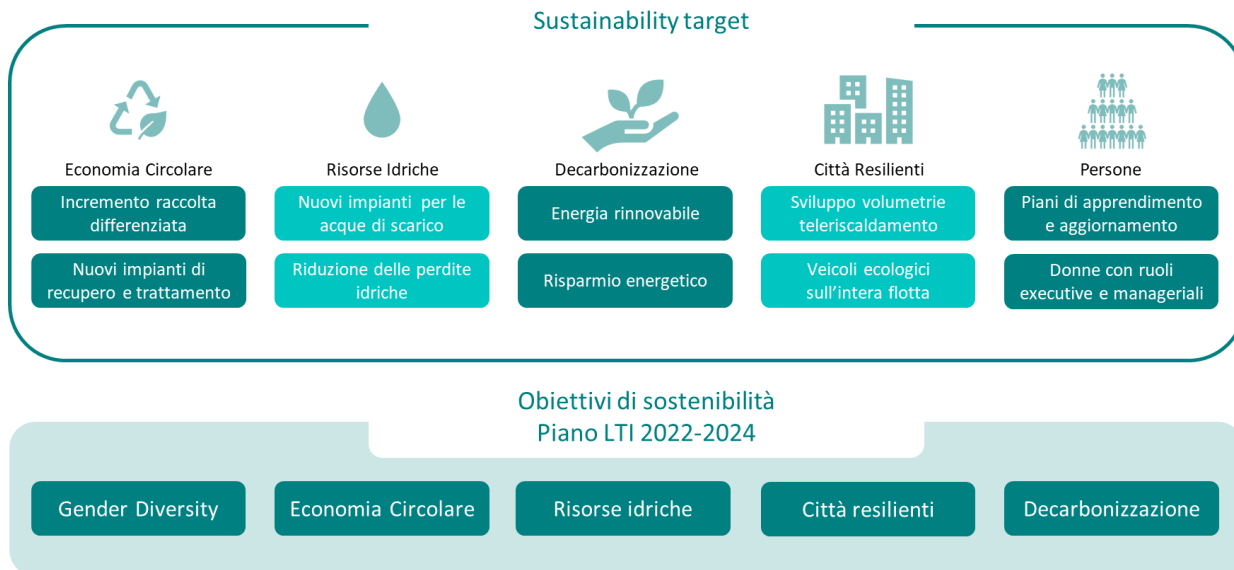 Sustainability target
Economia Circolare
Incremento raccolta
differenziata
Nuovi impianti di
recupero e trattamento
Risorse Idriche
Nuovi impianti per le
acque di scarico
Riduzione delle perdite
idriche
Decarbonizzazione
Energia rinnovabile
Risparmio energetico
Città Resilienti
Sviluppo volumetrie
teleriscaldamento
Veicoli ecologici
sull'intera flotta
Persone
Piani di apprendimento
e aggiornamento
Donne con ruoli
executive e manageriali
Obiettivi di sostenibilità
Piano LTI 2022-2024
Gender Diversity
Economia Circolare
Risorse idriche
Città resilienti
Decarbonizzazione